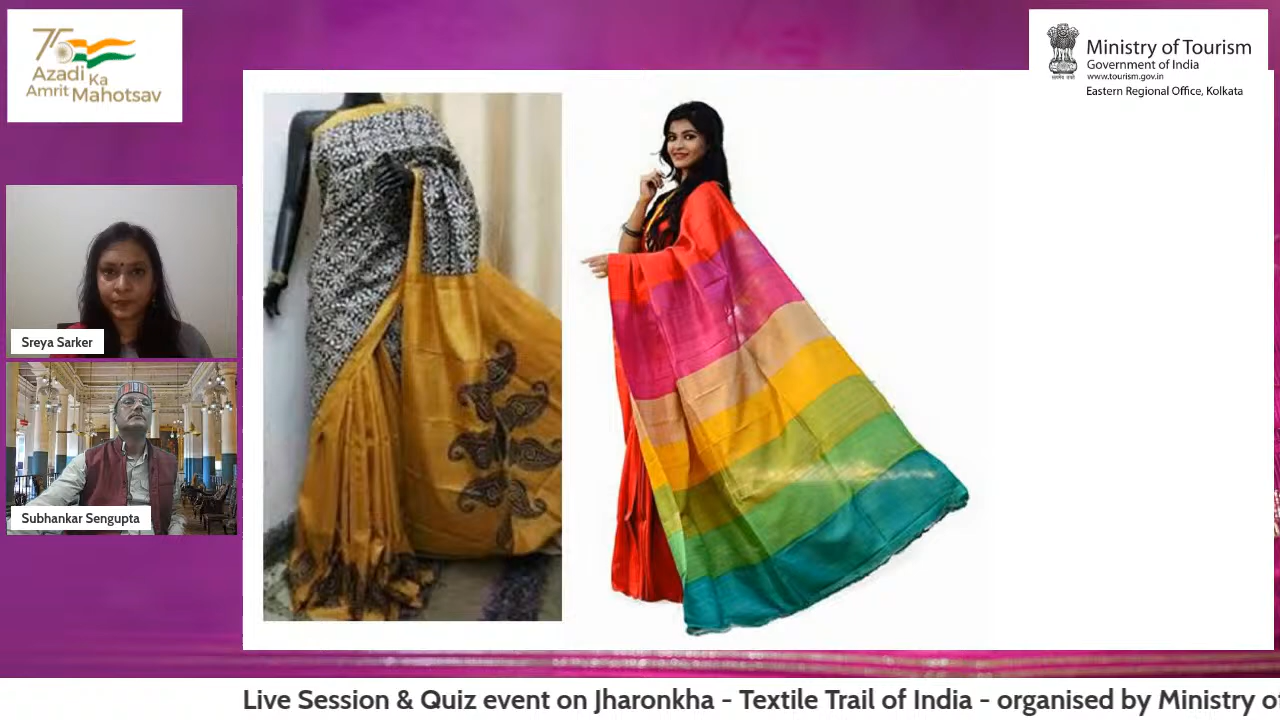 75
Azadi Ka
Amrit Mahotsav
Ministry of Tourism
Government of India
www.tourism.gov.in
Eastern Regional Office, Kolkata
Sreya Sarker
Subhankar Sengupta
Live Session & Quiz event on Jharonkha - Textile Trail of India - organised by Ministry o